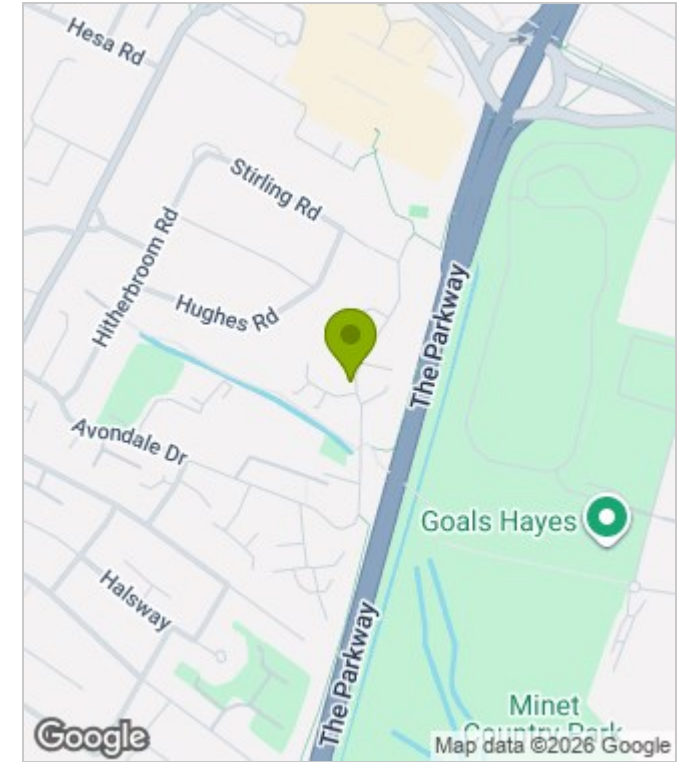 Hesa Rd
Stirling Rd
Hitherbroom Rd
Hughes Rd
The Parkway
Avondale Dr
Goals Hayes
Halsway
The Parkway
Minet
Country Park
Google
Map data ©2026 Google